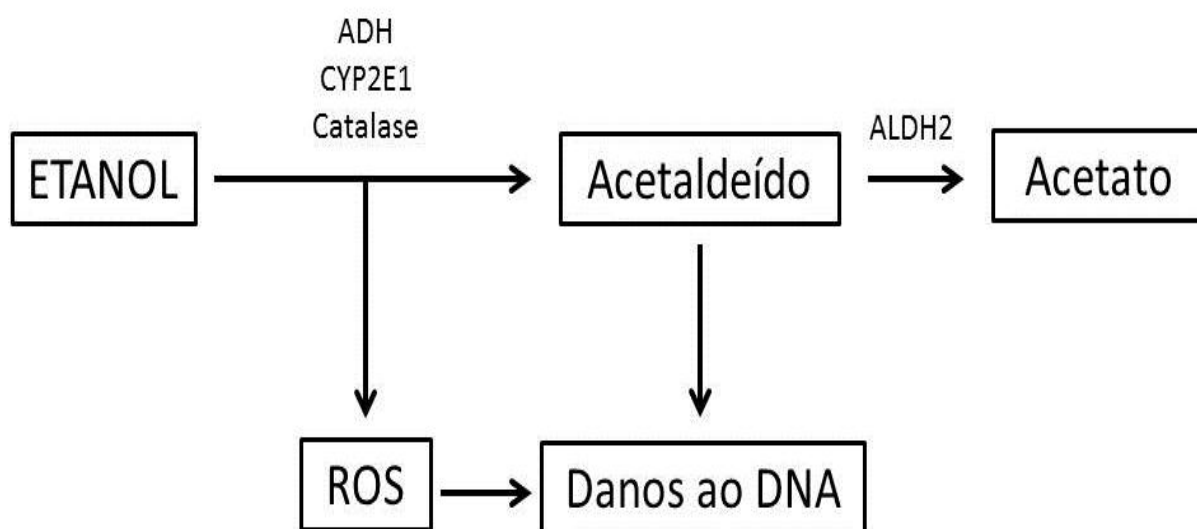 ADH
CYP2E1
Catalase
ETANOL
Acetaldeído
ALDH2
Acetato
ROS
Danos ao DNA